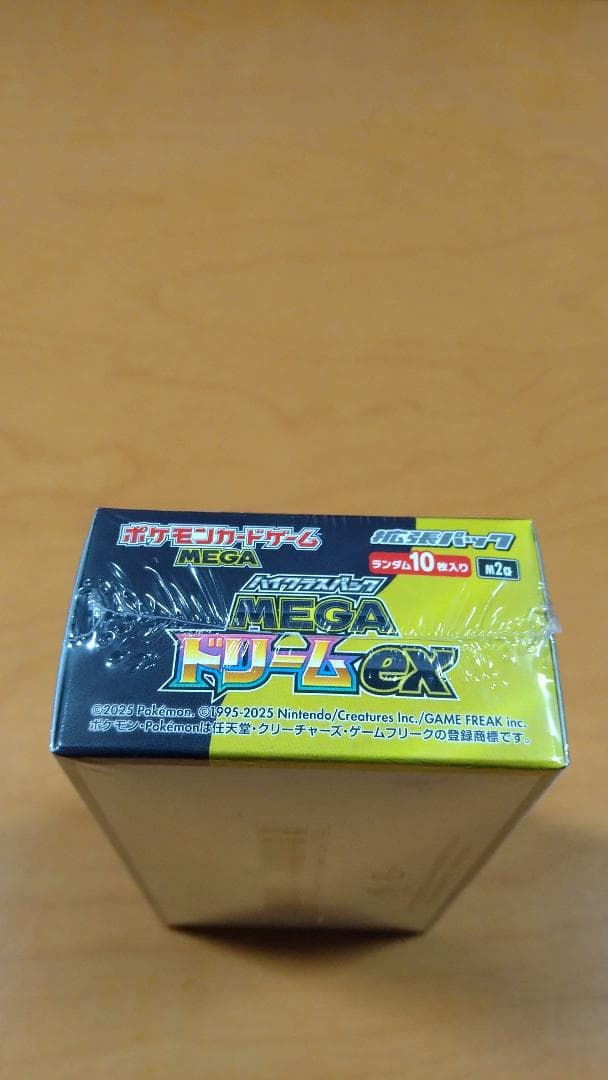 ポケモンカードゲーム
MEGA
拡張パック
ランダム10枚入り
M2a
ハイクラスパック
MEGA
ドリームex
©2025 Pokémon. ©1995-2025 Nintendo/Creatures Inc./GAME FREAK inc.
ポケモン・Pokémonは任天堂・クリーチャーズ・ゲームフリークの登録商標です。